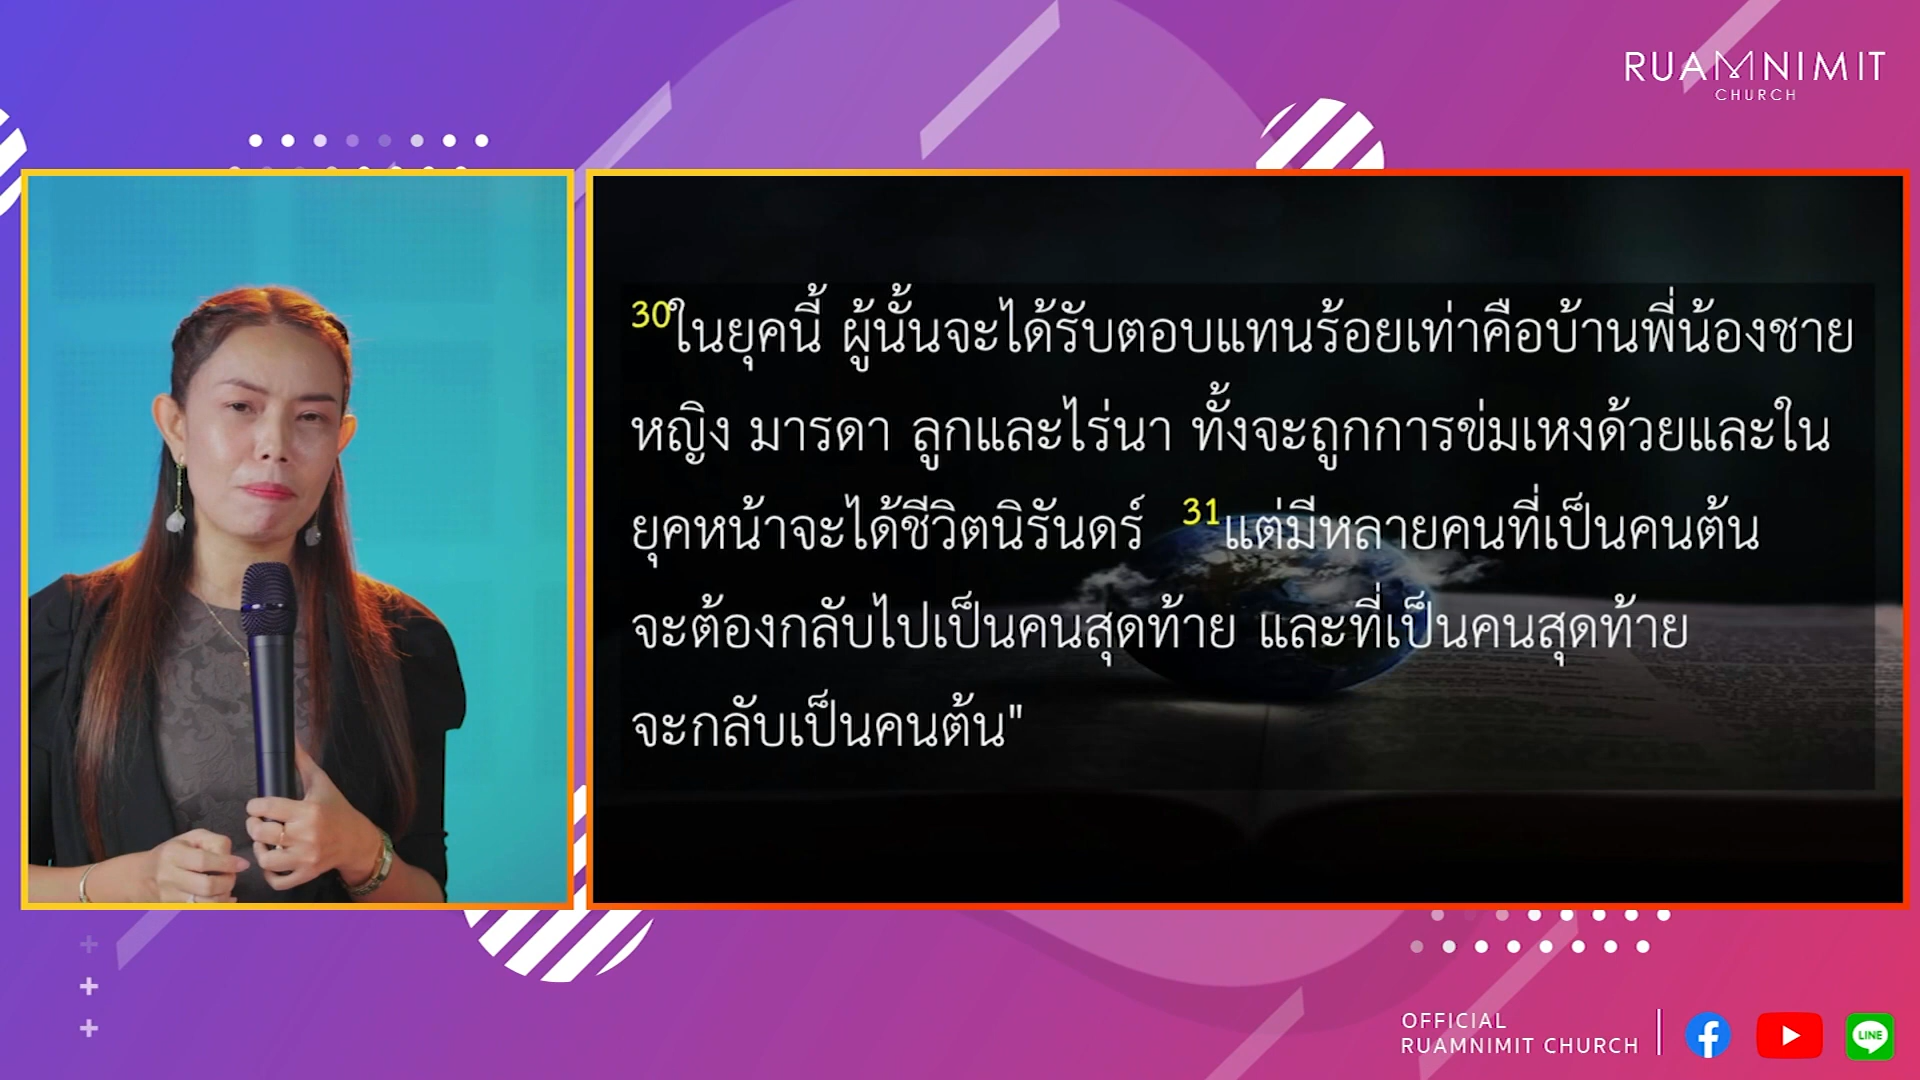 RUAMNIMIT
CHURCH
30ในยุคนี้ ผู้นั้นจะได้รับตอบแทนร้อยเท่าคือบ้านพี่น้องชาย
หญิง มารดา ลูกและไร่นา ทั้งจะถูกการข่มเหงด้วยและใน
ยุคหน้าจะได้ชีวิตนิรันดร์ 31แต่มีหลายคนที่เป็นคนต้น
จะต้องกลับไปเป็นคนสุดท้าย และที่เป็นคนสุดท้าย
จะกลับเป็นคนต้น"
OFFICIAL
RUAMNIMIT CHURCH
LINE